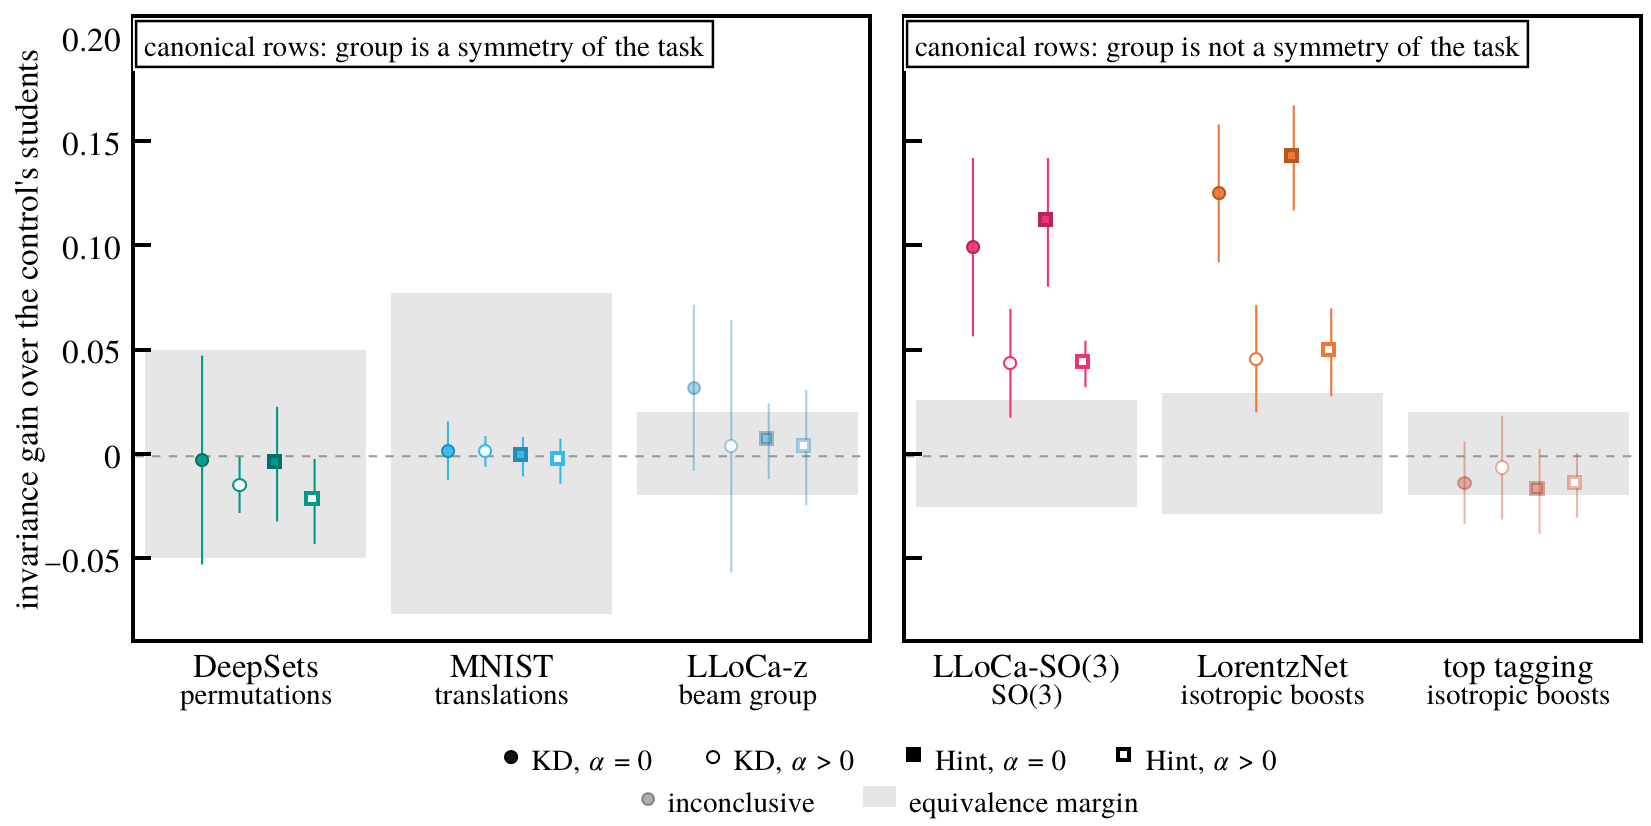 invariance gain over the control's students
0.20
0.15
0.10
0.05
0
−0.05
canonical rows: group is a symmetry of the task
canonical rows: group is not a symmetry of the task
DeepSets
permutations
MNIST
translations
LLoCa-z
beam group
LLoCa-SO(3)
SO(3)
LorentzNet
isotropic boosts
top tagging
isotropic boosts
KD, α = 0
KD, α > 0
Hint, α = 0
Hint, α > 0
inconclusive
equivalence margin